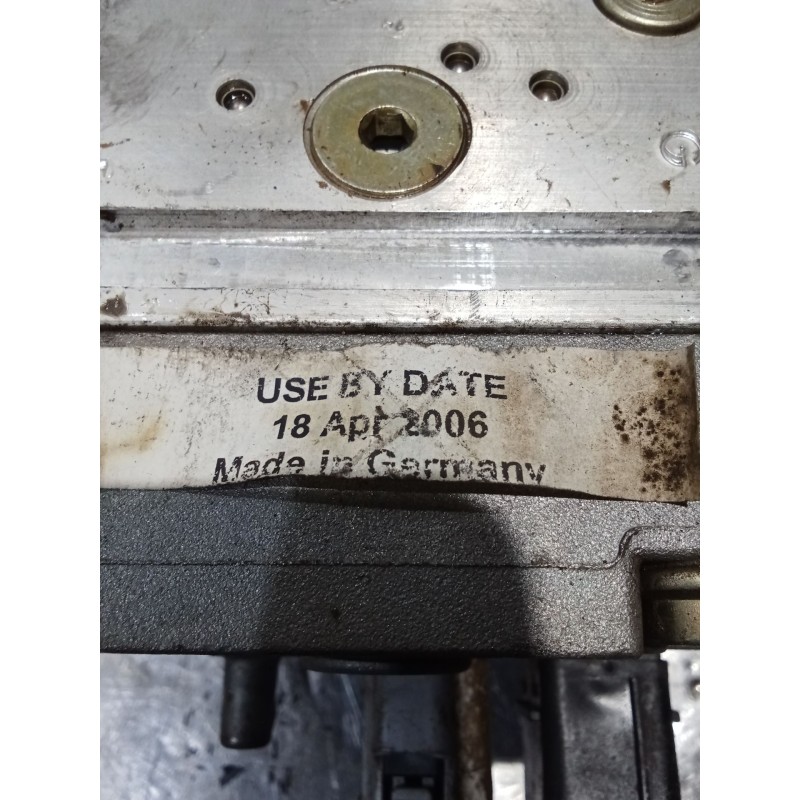 USE BY DATE
18 Apr 2006
Made in Germany